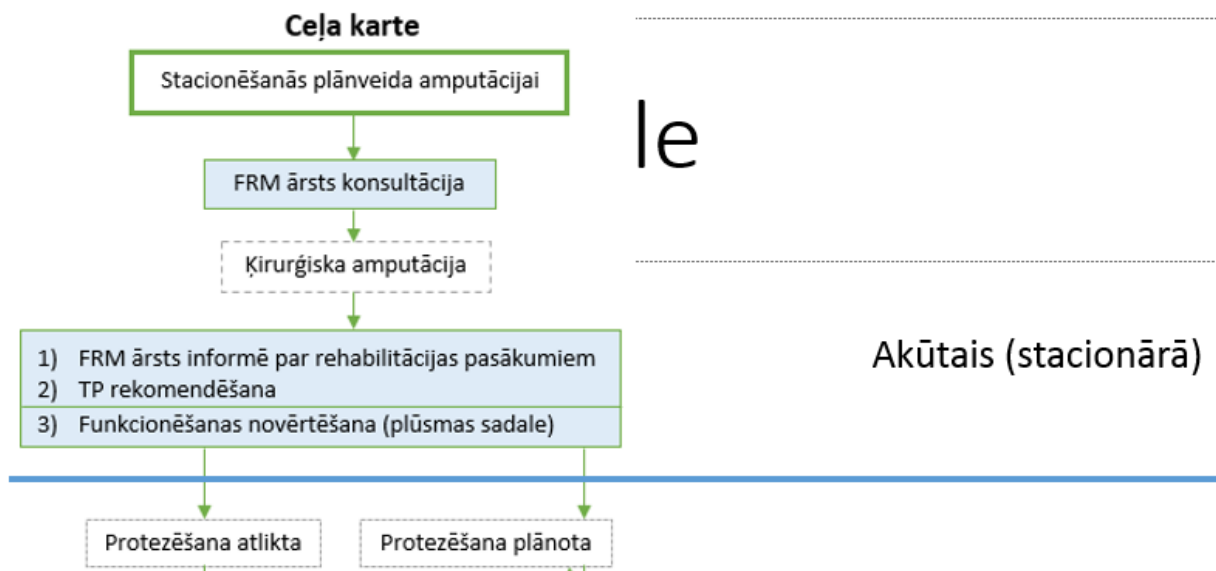 Ceļa karte
Stacionēšanās plānveida amputācijai
le
FRM ārsts konsultācija
Ķirurģiska amputācija
1) FRM ārsts informē par rehabilitācijas pasākumiem
2) TP rekomendēšana
3) Funkcionēšanas novērtēšana (plūsmas sadale)
Akūtais (stacionārā)
Protezēšana atlikta
Protezēšana plānota